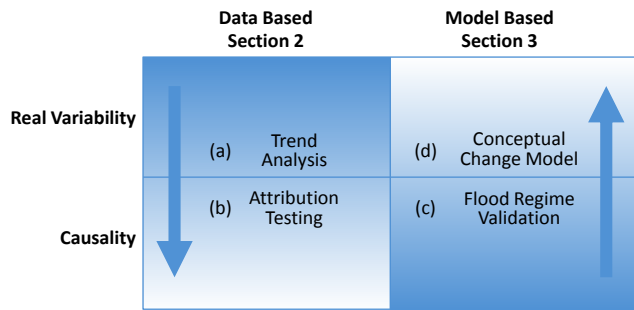 Data Based
Section 2
Model Based
Section 3
Real Variability
(a) Trend
Analysis
(d) Conceptual
Change Model
Causality
(b) Attribution
Testing
(c) Flood Regime
Validation